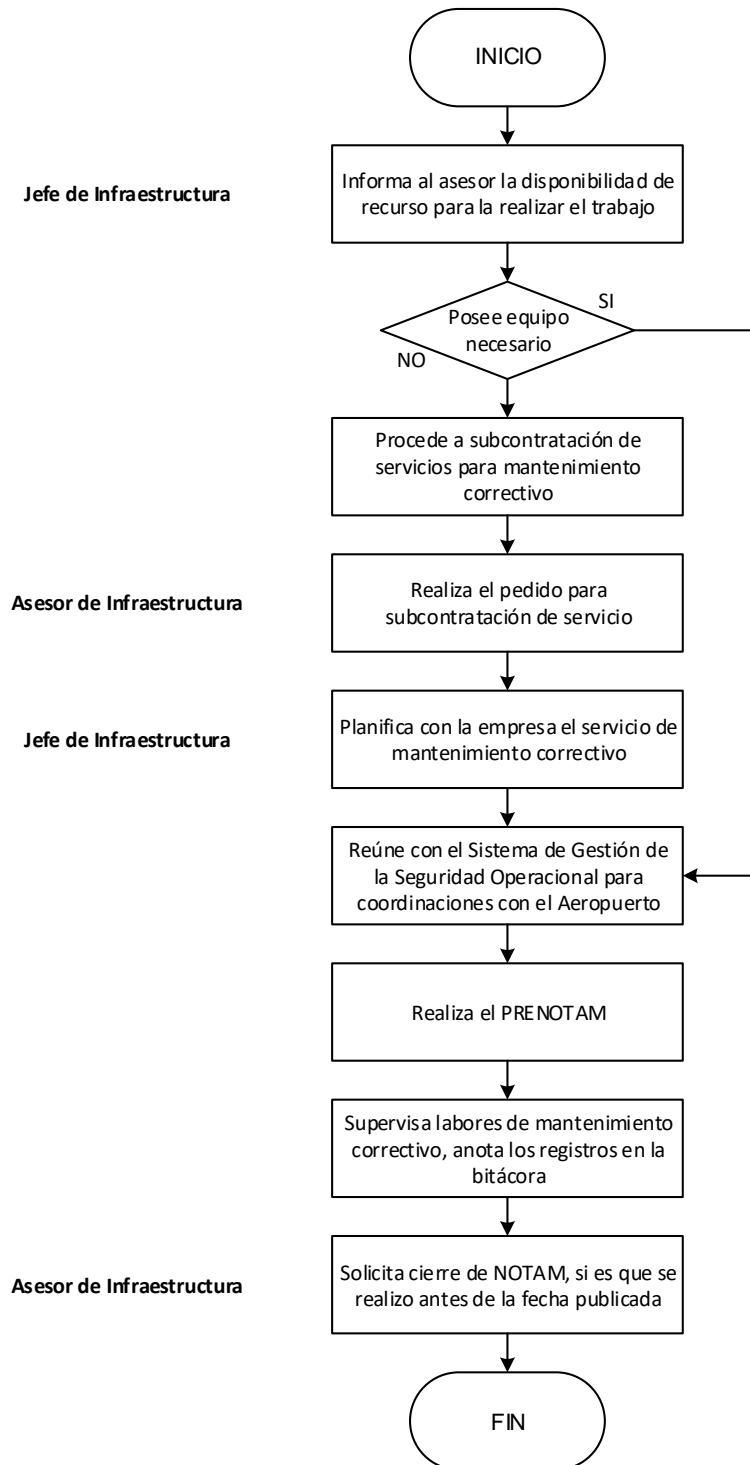 INICIO
Jefe de Infraestructura
Informa al asesor la disponibilidad de
recurso para la realizar el trabajo
SI
Posee equipo
necesario
NO
Procede a subcontratación de
servicios para mantenimiento
correctivo
Asesor de Infraestructura
Realiza el pedido para
subcontratación de servicio
Jefe de Infraestructura
Planifica con la empresa el servicio de
mantenimiento correctivo
Reúne con el Sistema de Gestión de
la Seguridad Operacional para
coordinaciones con el Aeropuerto
Realiza el PRENOTAM
Supervisa labores de mantenimiento
correctivo, anota los registros en la
bitácora
Asesor de Infraestructura
Solicita cierre de NOTAM, si es que se
realizo antes de la fecha publicada
FIN